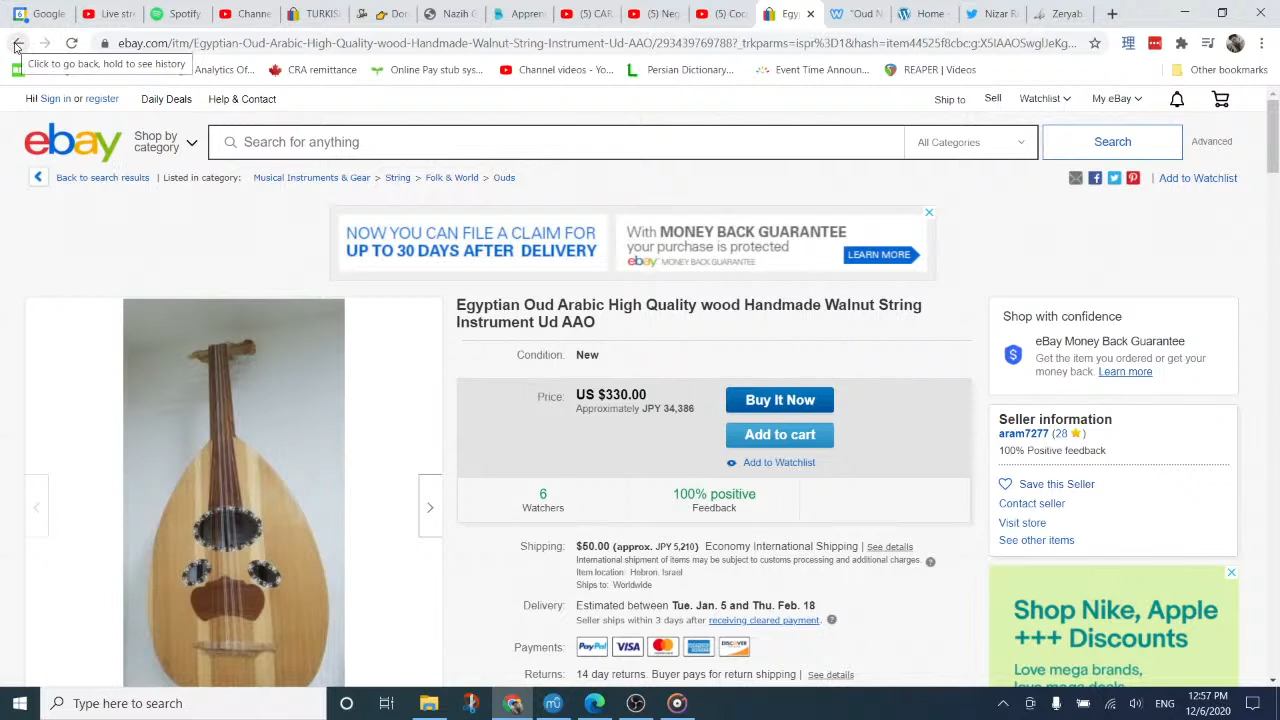 Google
Live stre
Spotify
Channel
TURKIS
Dor
Nazih G
Appren
(5) CAR
(5) Neg
(5) Coc
Egy
"Oud N
Home
Nizar R
Zeryab
ebay.com/itm/Egyptian-Oud-Arabic-High-Quality-wood-Handmade-Walnut-String-Instrument-Ud-AAO/293439769788?_trkparms=ispr%3D1&hash=item44525f8cbc:g:X5IAAOSwglJeKg...
Click to go back, hold to see history
Analytics Of...
CRA remittance
Online Pay stub sys...
Channel videos - Yo...
Persian Dictionary...
Event Time Announ...
REAPER | Videos
Other bookmarks
Hi! Sign in or register
Daily Deals
Help & Contact
Ship to
Sell
Watchlist
My eBay
ebay
Shop by category
Search for anything
All Categories
Search
Advanced
Back to search results | Listed in category: Musical Instruments & Gear > String > Folk & World > Ouds
| Add to Watchlist
NOW YOU CAN FILE A CLAIM FOR
UP TO 30 DAYS AFTER DELIVERY
With MONEY BACK GUARANTEE
your purchase is protected
ebay MONEY BACK GUARANTEE
LEARN MORE
Egyptian Oud Arabic High Quality wood Handmade Walnut String
Instrument Ud AAO
Condition: New
Price: US $330.00
Approximately JPY 34,386
Buy It Now
Add to cart
Add to Watchlist
6
Watchers
100% positive
Feedback
Shipping: $50.00 (approx. JPY 5,210) Economy International Shipping | See details
International shipment of items may be subject to customs processing and additional charges.
Item location: Hebron, Israel
Ships to: Worldwide
Delivery: Estimated between Tue. Jan. 5 and Thu. Feb. 18
Seller ships within 3 days after receiving cleared payment.
Payments: PayPal VISA
DISCOVER
Returns: 14 day returns. Buyer pays for return shipping | See details
Shop with confidence
eBay Money Back Guarantee
Get the item you ordered or get your
money back. Learn more
Seller information
aram7277 (28 )
100% Positive feedback
Save this Seller
Contact seller
Visit store
See other items
Shop Nike, Apple
+++ Discounts
Love mega brands,
love mega deals
Type here to search
ENG
12:57 PM
12/6/2020